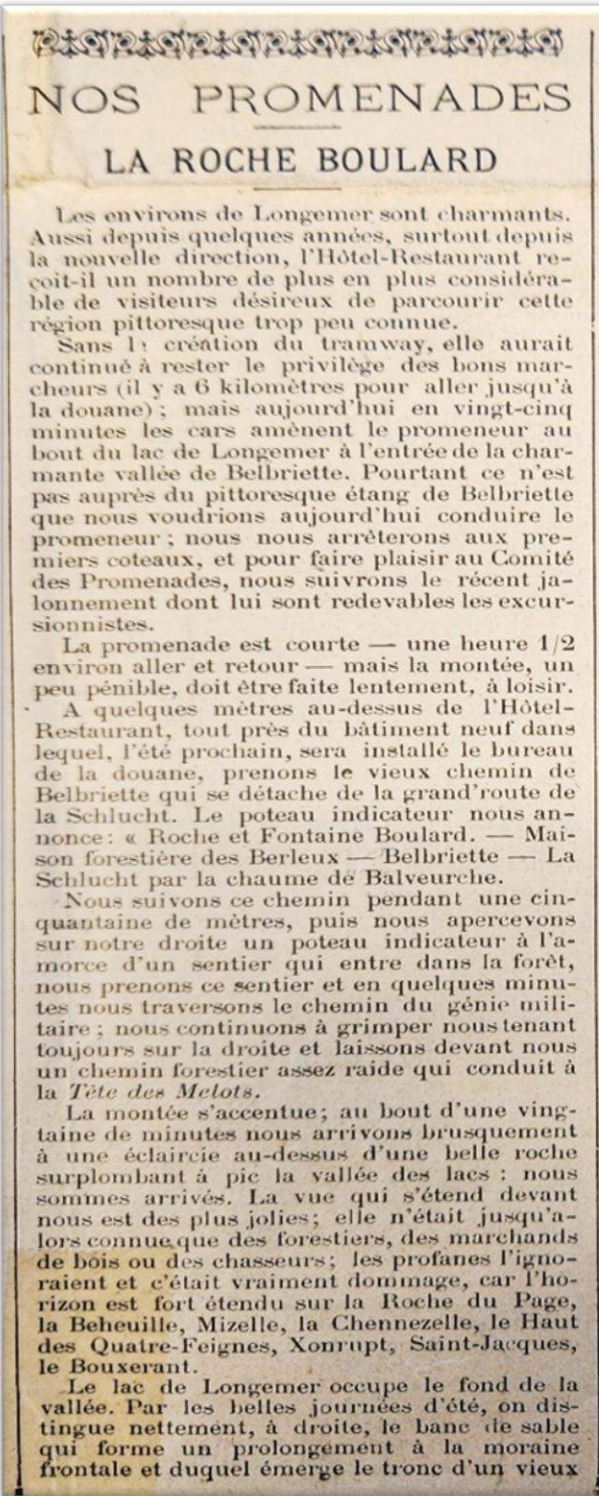 NOS PROMENADES
LA ROCHE BOULARD
Les environs de Longemer sont charmants.
Aussi depuis quelques années, surtout depuis
la nouvelle direction, l'Hôtel-Restaurant re-
çoit-il un nombre de plus en plus considéra-
ble de visiteurs désireux de parcourir cette
région pittoresque trop peu connue.
Sans la création du tramway, elle aurait
continué à rester le privilège des bons mar-
cheurs (il y a 6 kilomètres pour aller jusqu'à
la douane) ; mais aujourd'hui en vingt-cinq
minutes les cars amènent le promeneur au
bout du lac de Longemer à l'entrée de la char-
mante vallée de Belbriette. Pourtant ce n'est
pas auprès du pittoresque étang de Belbriette
que nous voudrions aujourd'hui conduire le
promeneur ; nous nous arrêterons aux pre-
miers coteaux, et pour faire plaisir au Comité
des Promenades, nous suivrons le récent ja-
lonnement dont lui sont redevables les excur-
sionnistes.
La promenade est courte — une heure 1/2
environ aller et retour — mais la montée, un
peu pénible, doit être faite lentement, à loisir.
A quelques mètres au-dessus de l'Hôtel-
Restaurant, tout près du bâtiment neuf dans
lequel, l'été prochain, sera installé le bureau
de la douane, prenons le vieux chemin de
Belbriette qui se détache de la grand'route de
la Schlucht. Le poteau indicateur nous an-
nonce : « Roche et Fontaine Boulard. — Mai-
son forestière des Berleux — Belbriette — La
Schlucht par la chaume de Balveurche.
Nous suivons ce chemin pendant une cin-
quantaine de mètres, puis nous apercevons
sur notre droite un poteau indicateur à l'a-
morce d'un sentier qui entre dans la forêt,
nous prenons ce sentier et en quelques minu-
tes nous traversons le chemin du génie mili-
taire ; nous continuons à grimper nous tenant
toujours sur la droite et laissons devant nous
un chemin forestier assez raide qui conduit à
la Tête des Melots.
La montée s'accentue; au bout d'une ving-
taine de minutes nous arrivons brusquement
à une éclaircie au-dessus d'une belle roche
surplombant à pic la vallée des lacs : nous
sommes arrivés. La vue qui s'étend devant
nous est des plus jolies; elle n'était jusqu'a-
lors connue que des forestiers, des marchands
de bois ou des chasseurs; les profanes l'igno-
raient et c'était vraiment dommage, car l'ho-
rizon est fort étendu sur la Roche du Page,
la Beheuille, Mizelle, la Chennezelle, le Haut
des Quatre-Feignes, Xonrupt, Saint-Jacques,
le Bouxerant.
Le lac de Longemer occupe le fond de la
vallée. Par les belles journées d'été, on dis-
tingue nettement, à droite, le banc de sable
qui forme un prolongement à la moraine
frontale et duquel émerge le tronc d'un vieux